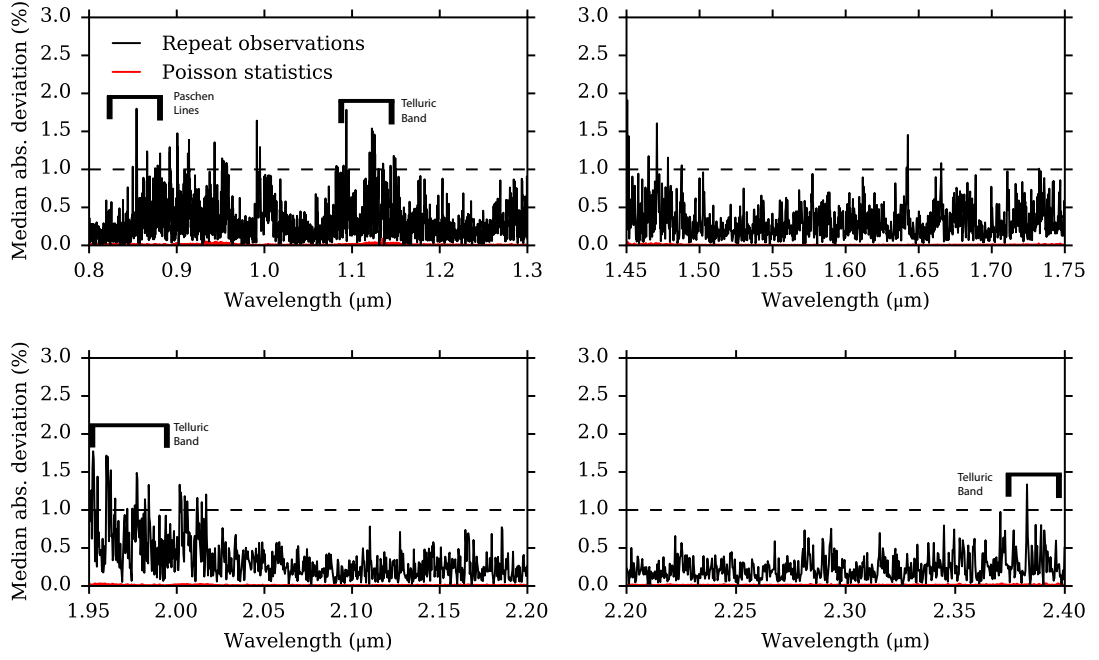 Median abs. deviation (%)
3.0
2.5
2.0
1.5
1.0
0.5
0.0
Repeat observations
Poisson statistics
Paschen
Lines
Telluric
Band
0.8 0.9 1.0 1.1 1.2 1.3
Wavelength (μm)
3.0
2.5
2.0
1.5
1.0
0.5
0.0
1.45 1.50 1.55 1.60 1.65 1.70 1.75
Wavelength (μm)
Median abs. deviation (%)
3.0
2.5
2.0
1.5
1.0
0.5
0.0
Telluric
Band
1.95 2.00 2.05 2.10 2.15 2.20
Wavelength (μm)
3.0
2.5
2.0
1.5
1.0
0.5
0.0
Telluric
Band
2.20 2.25 2.30 2.35 2.40
Wavelength (μm)